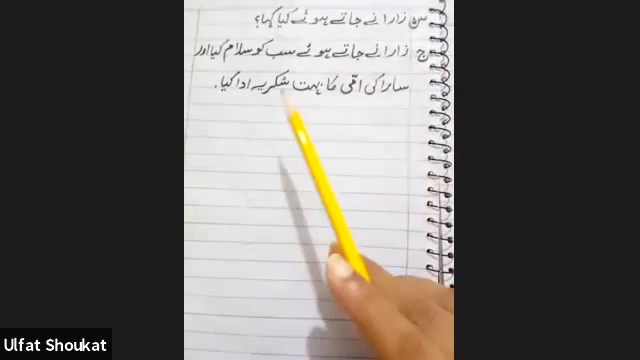 س زارا نے جاتے ہوئے کیا کہا؟
ج زارا نے جاتے ہوئے سب کو سلام کیا اور
سارا کی امّی کا بہت شکریہ ادا کیا۔
Ulfat Shoukat